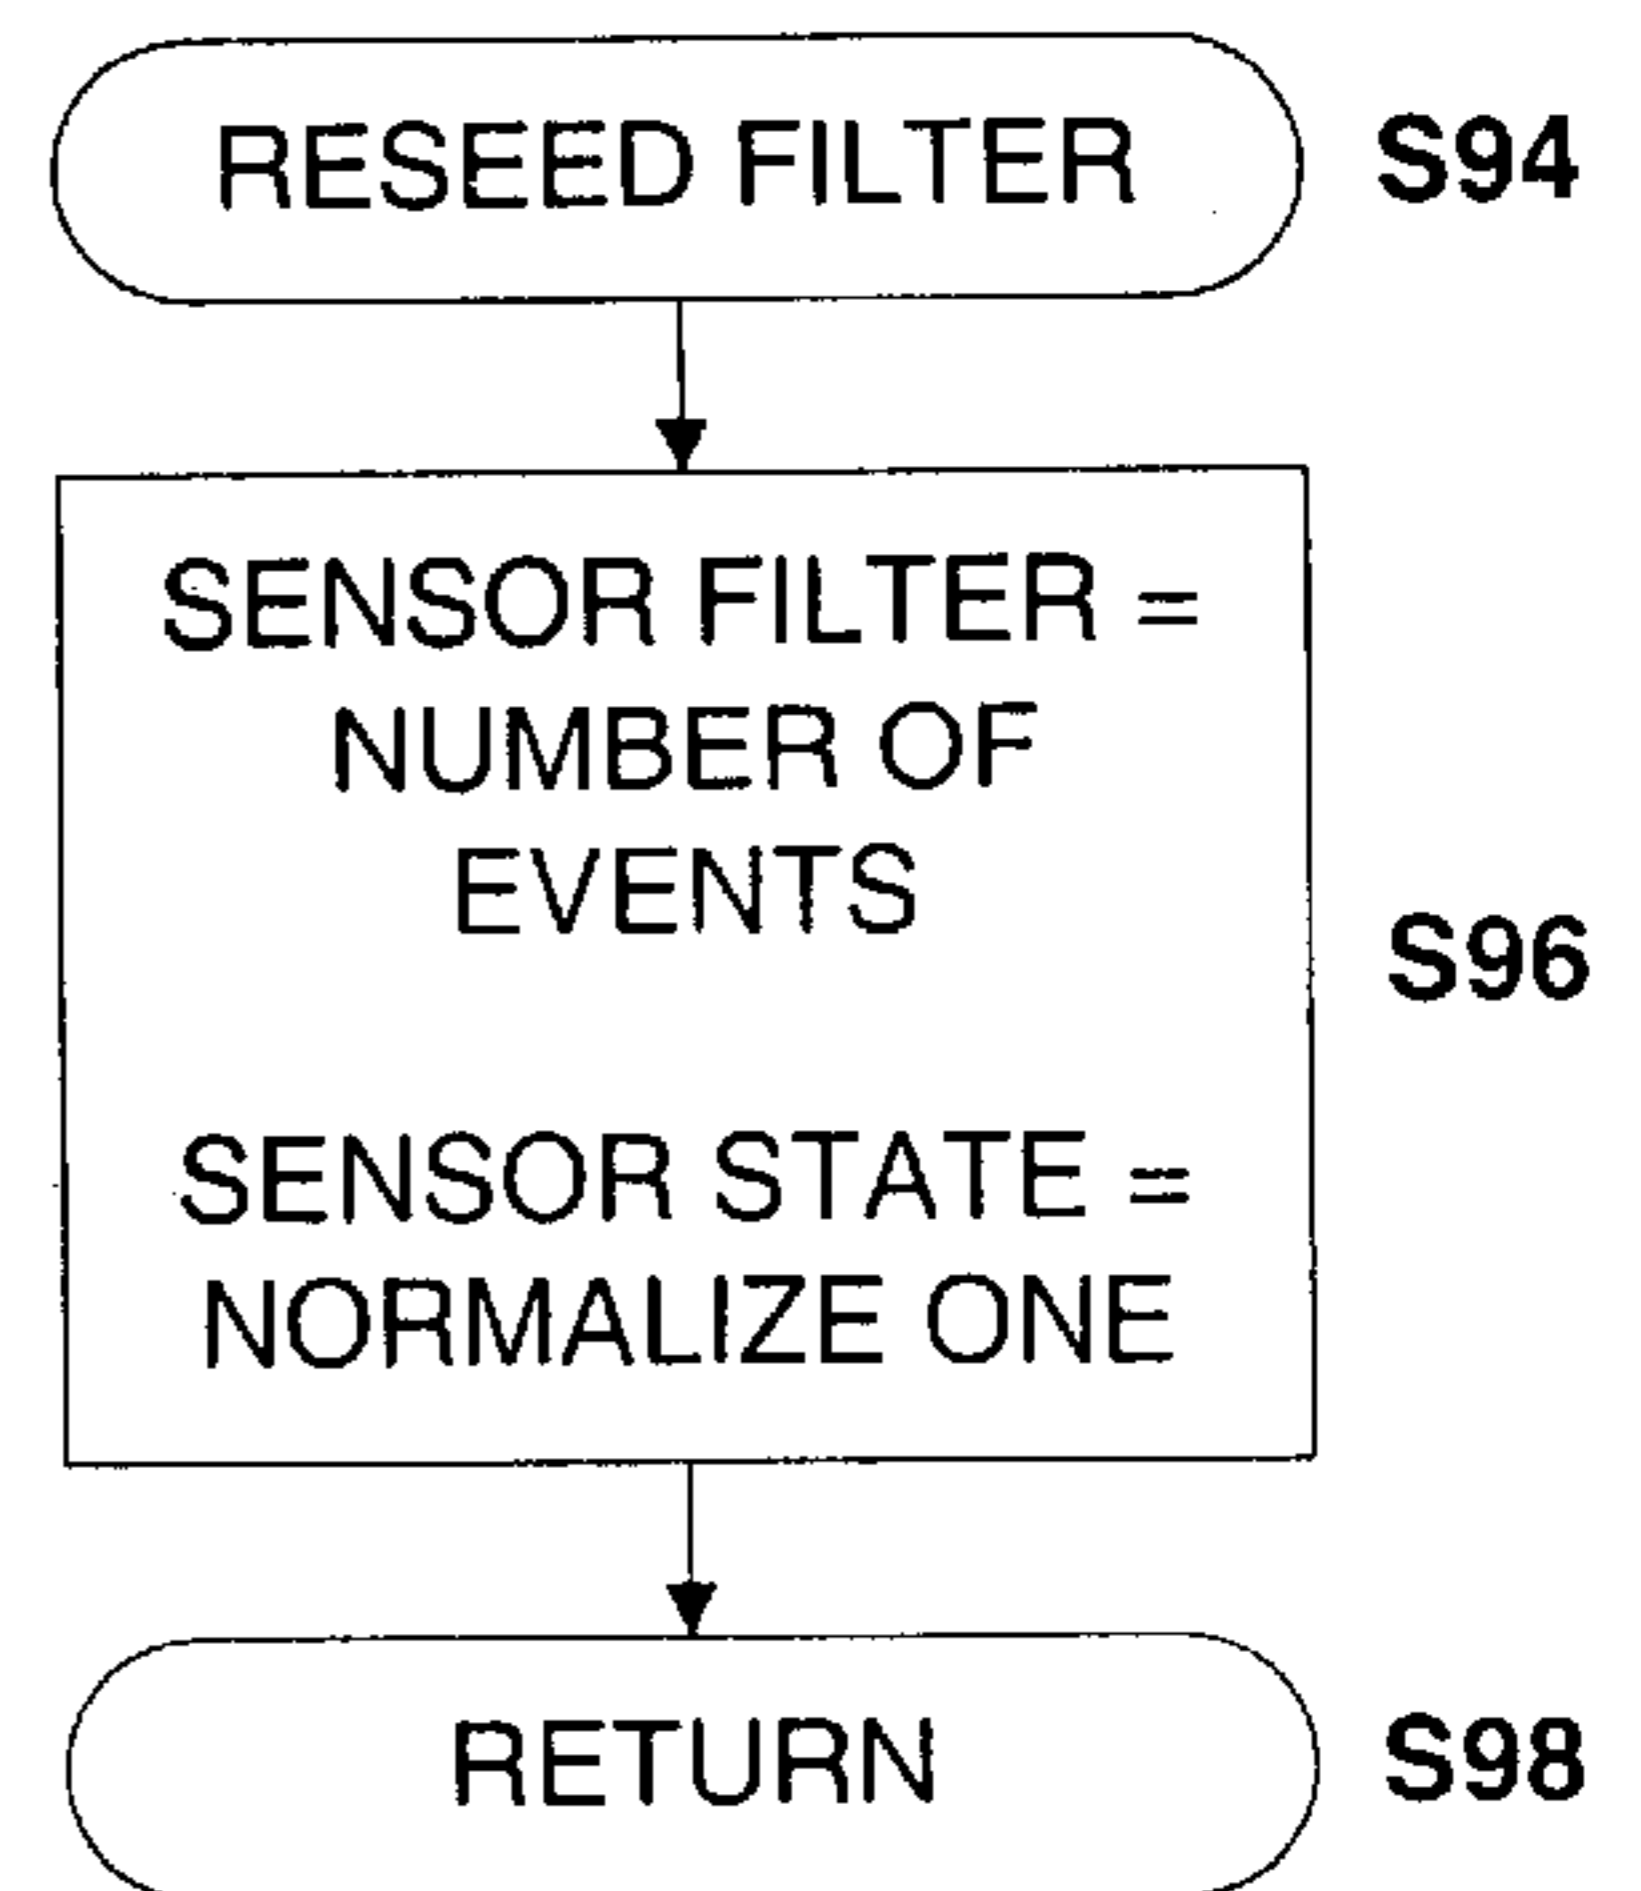 RESEED FILTER S94
SENSOR FILTER =
NUMBER OF
EVENTS
S96
SENSOR STATE =
NORMALIZE ONE
RETURN S98